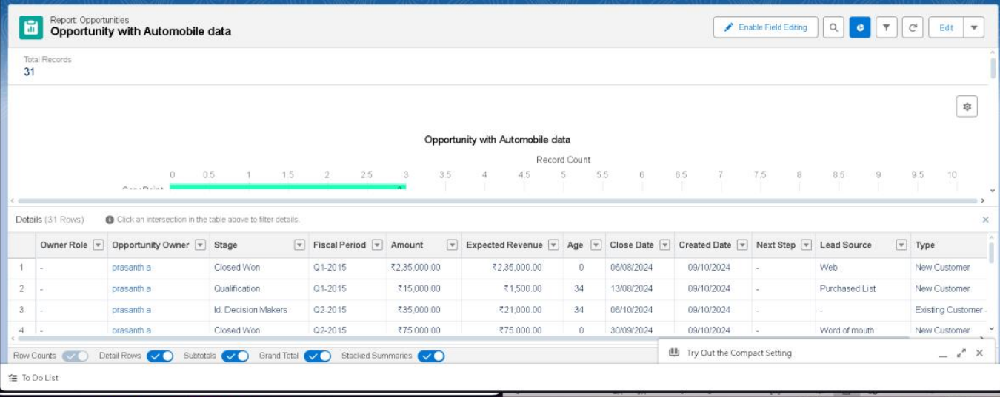 Report: Opportunities
Opportunity with Automobile data
Enable Field Editing
Edit
Total Records
31
Opportunity with Automobile data
Record Count
0 0.5 1 1.5 2 2.5 3 3.5 4 4.5 5 5.5 6 6.5 7 7.5 8 8.5 9 9.5 10
Details (31 Rows) Click an intersection in the table above to filter details.
Owner Role Opportunity Owner Stage Fiscal Period Amount Expected Revenue Age Close Date Created Date Next Step Lead Source Type
1 - prasanth a Closed Won Q1-2015 ₹2,35,000.00 ₹2,35,000.00 0 06/08/2024 09/10/2024 - Web New Customer
2 - prasanth a Qualification Q1-2015 ₹15,000.00 ₹1,500.00 34 13/08/2024 09/10/2024 - Purchased List New Customer
3 - prasanth a Id. Decision Makers Q2-2015 ₹35,000.00 ₹21,000.00 34 06/10/2024 09/10/2024 - - Existing Customer -
4 - prasanth a Closed Won Q2-2015 ₹75,000.00 ₹75,000.00 0 30/09/2024 09/10/2024 - Word of mouth New Customer
Row Counts Detail Rows Subtotals Grand Total Stacked Summaries
Try Out the Compact Setting
To Do List